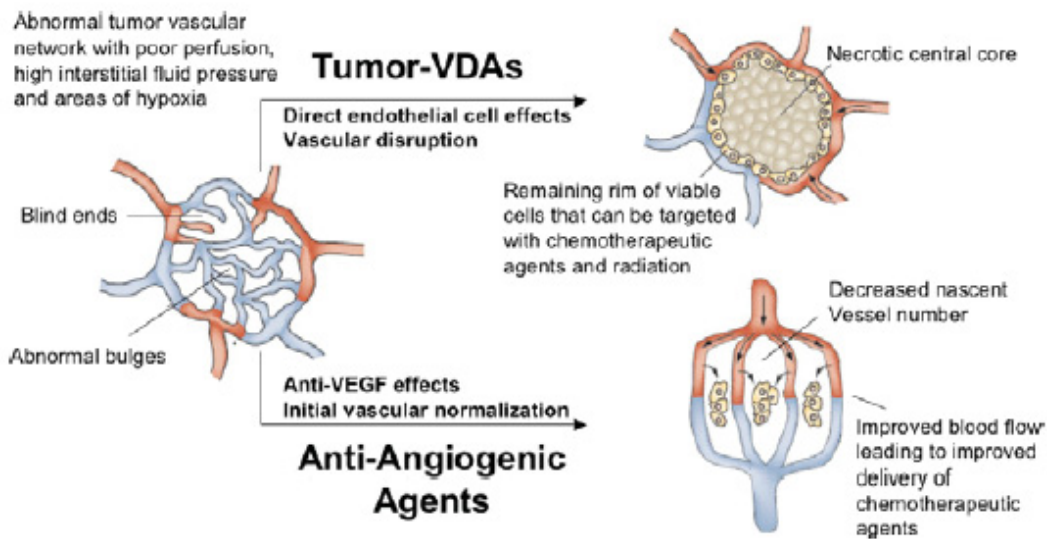 Abnormal tumor vascular
network with poor perfusion,
high interstitial fluid pressure
and areas of hypoxia
Tumor-VDAs
Direct endothelial cell effects
Vascular disruption
Necrotic central core
Remaining rim of viable
cells that can be targeted
with chemotherapeutic
agents and radiation
Blind ends
Abnormal bulges
Anti-VEGF effects
Initial vascular normalization
Anti-Angiogenic
Agents
Decreased nascent
Vessel number
Improved blood flow
leading to improved
delivery of
chemotherapeutic
agents